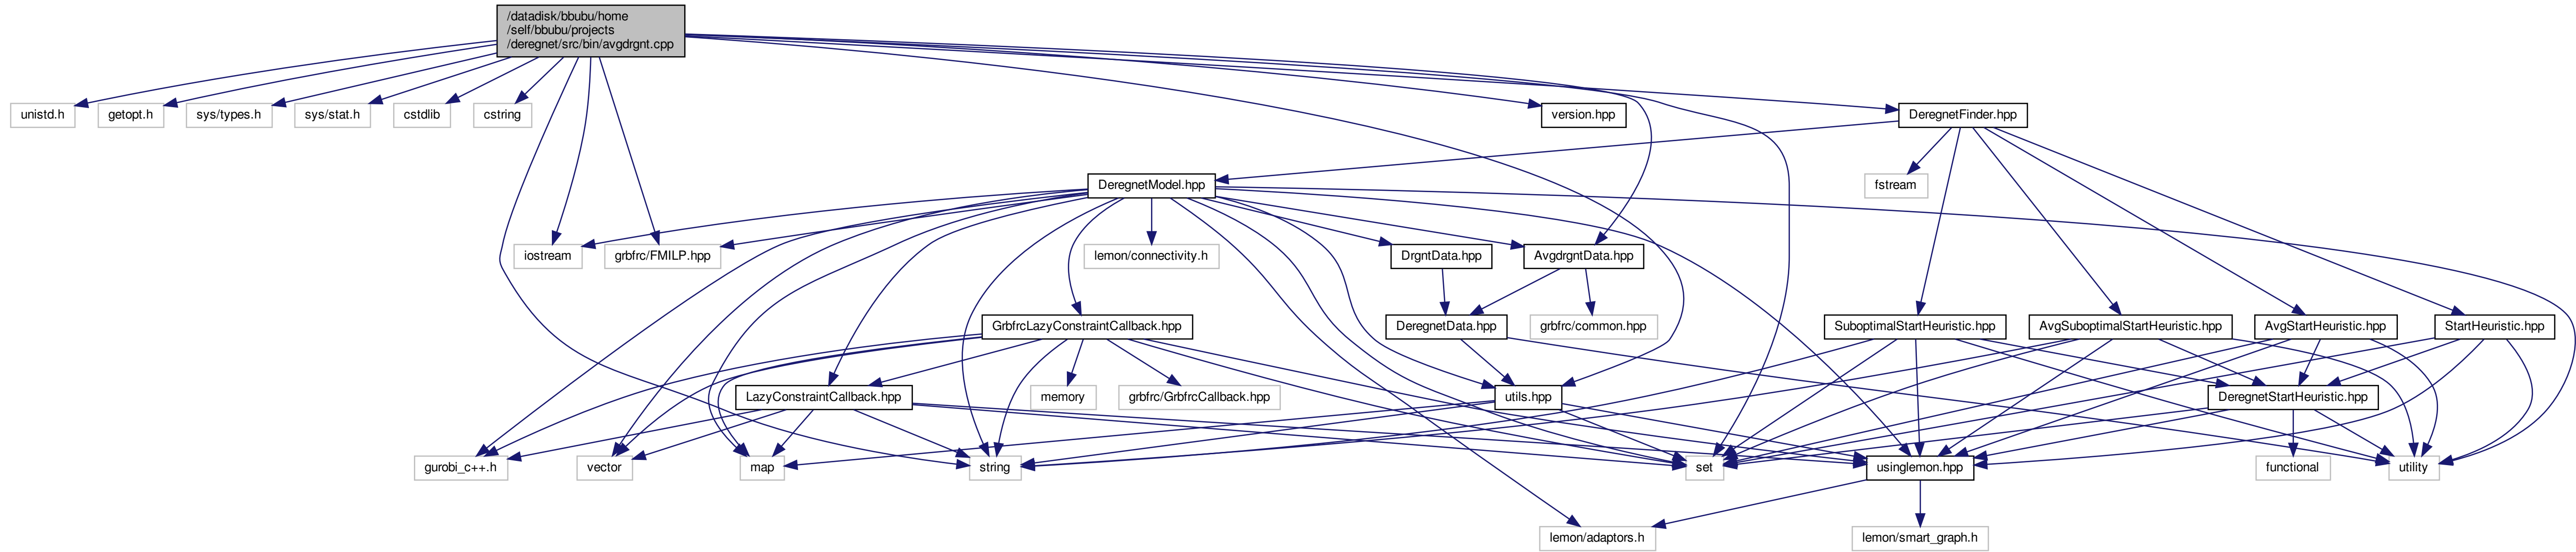 /datadisk/bbubu/home
/self/bbubu/projects
/deregnet/src/bin/avgdrgnt.cpp
unistd.h
getopt.h
sys/types.h
sys/stat.h
cstdlib
cstring
version.hpp
DeregnetFinder.hpp
DeregnetModel.hpp
fstream
iostream
grbfrc/FMILP.hpp
lemon/connectivity.h
DrgntData.hpp
AvgdrgntData.hpp
GrbfrcLazyConstraintCallback.hpp
DeregnetData.hpp
grbfrc/common.hpp
SuboptimalStartHeuristic.hpp
AvgSuboptimalStartHeuristic.hpp
AvgStartHeuristic.hpp
StartHeuristic.hpp
LazyConstraintCallback.hpp
memory
grbfrc/GrbfrcCallback.hpp
utils.hpp
DeregnetStartHeuristic.hpp
gurobi_c++.h
vector
map
string
set
usinglemon.hpp
functional
utility
lemon/adaptors.h
lemon/smart_graph.h